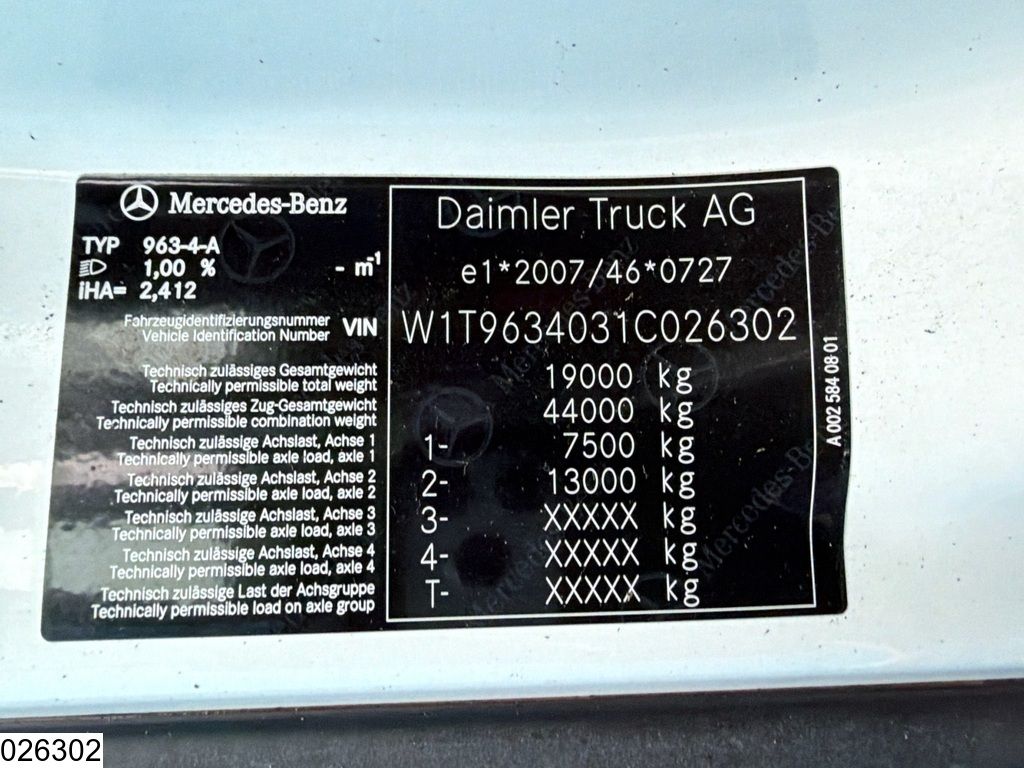 Mercedes-Benz
TYP 963-4-A
1,00 % - m-1
iHA= 2,412
Daimler Truck AG
e1*2007/46*0727
Fahrzeugidentifizierungsnummer
Vehicle Identification Number
VIN W1T9634031C026302
Technisch zulässiges Gesamtgewicht
Technically permissible total weight
19000 kg
Technisch zulässiges Zug-Gesamtgewicht
Technically permissible combination weight
44000 kg
Technisch zulässige Achslast, Achse 1
Technically permissible axle load, axle 1
1- 7500 kg
Technisch zulässige Achslast, Achse 2
Technically permissible axle load, axle 2
2- 13000 kg
Technisch zulässige Achslast, Achse 3
Technically permissible axle load, axle 3
3- XXXXX kg
Technisch zulässige Achslast, Achse 4
Technically permissible axle load, axle 4
4- XXXXX kg
Technisch zulässige Last der Achsgruppe
Technically permissible load on axle group
T- XXXXX kg
A 002 584 08 01
026302